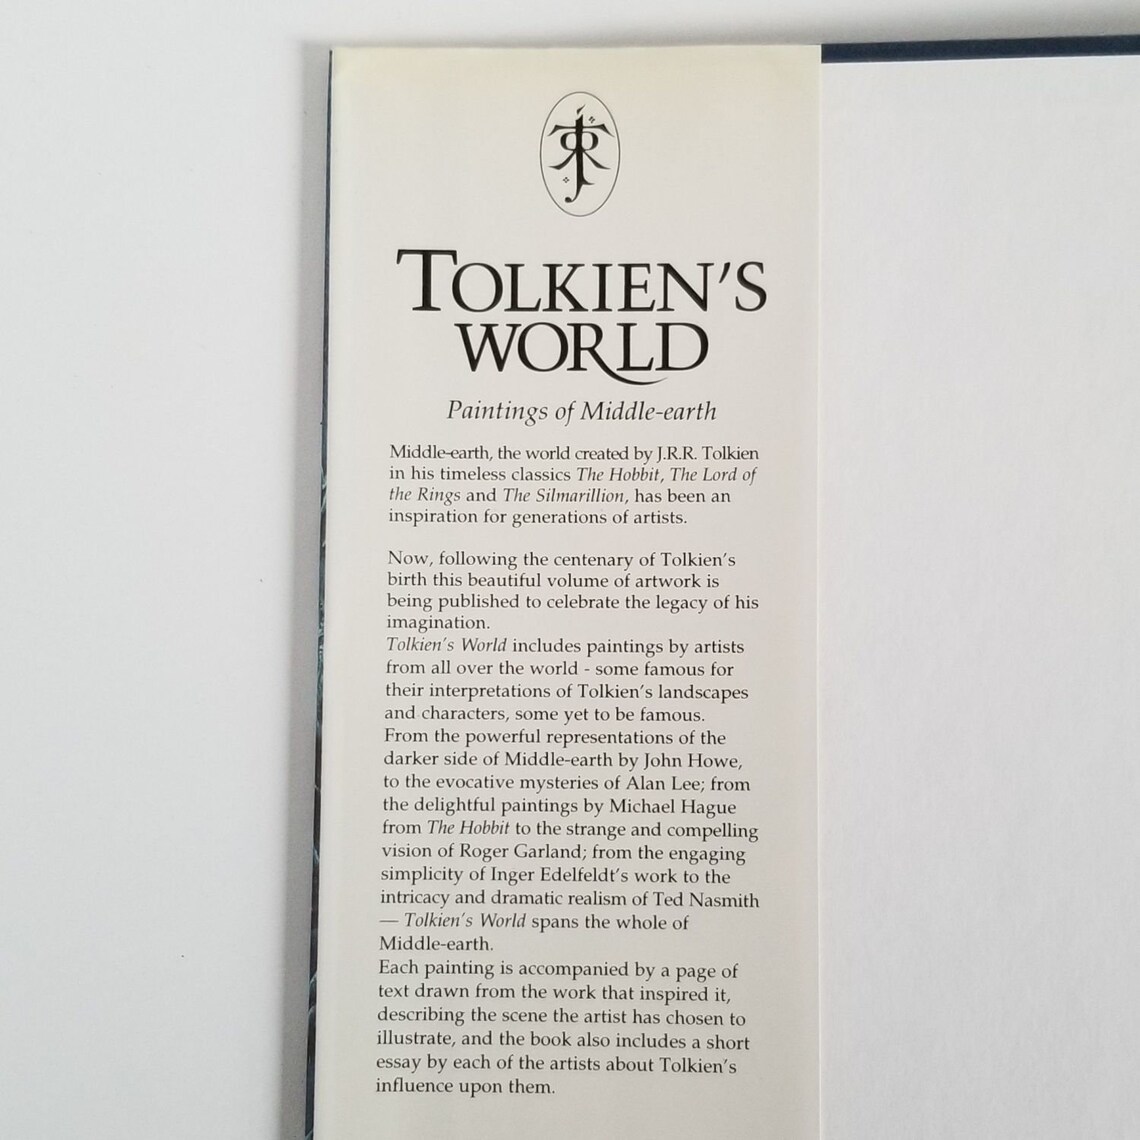 TOLKIEN'S
WORLD
Paintings of Middle-earth
Middle-earth, the world created by J.R.R. Tolkien
in his timeless classics The Hobbit, The Lord of
the Rings and The Silmarillion, has been an
inspiration for generations of artists.
Now, following the centenary of Tolkien's
birth this beautiful volume of artwork is
being published to celebrate the legacy of his
imagination.
Tolkien's World includes paintings by artists
from all over the world - some famous for
their interpretations of Tolkien's landscapes
and characters, some yet to be famous.
From the powerful representations of the
darker side of Middle-earth by John Howe,
to the evocative mysteries of Alan Lee; from
the delightful paintings by Michael Hague
from The Hobbit to the strange and compelling
vision of Roger Garland; from the engaging
simplicity of Inger Edelfeldt's work to the
intricacy and dramatic realism of Ted Nasmith
— Tolkien's World spans the whole of
Middle-earth.
Each painting is accompanied by a page of
text drawn from the work that inspired it,
describing the scene the artist has chosen to
illustrate, and the book also includes a short
essay by each of the artists about Tolkien's
influence upon them.